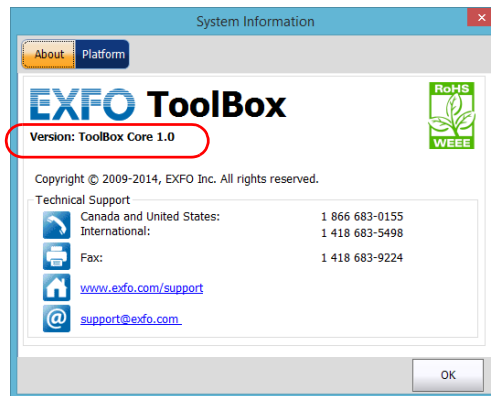 System Information
×
About Platform
EXFO ToolBox
RoHS
WEEE
Version: ToolBox Core 1.0
Copyright © 2009-2014, EXFO Inc. All rights reserved.
Technical Support
Canada and United States: 1 866 683-0155
International: 1 418 683-5498
Fax: 1 418 683-9224
www.exfo.com/support
@ support@exfo.com
OK